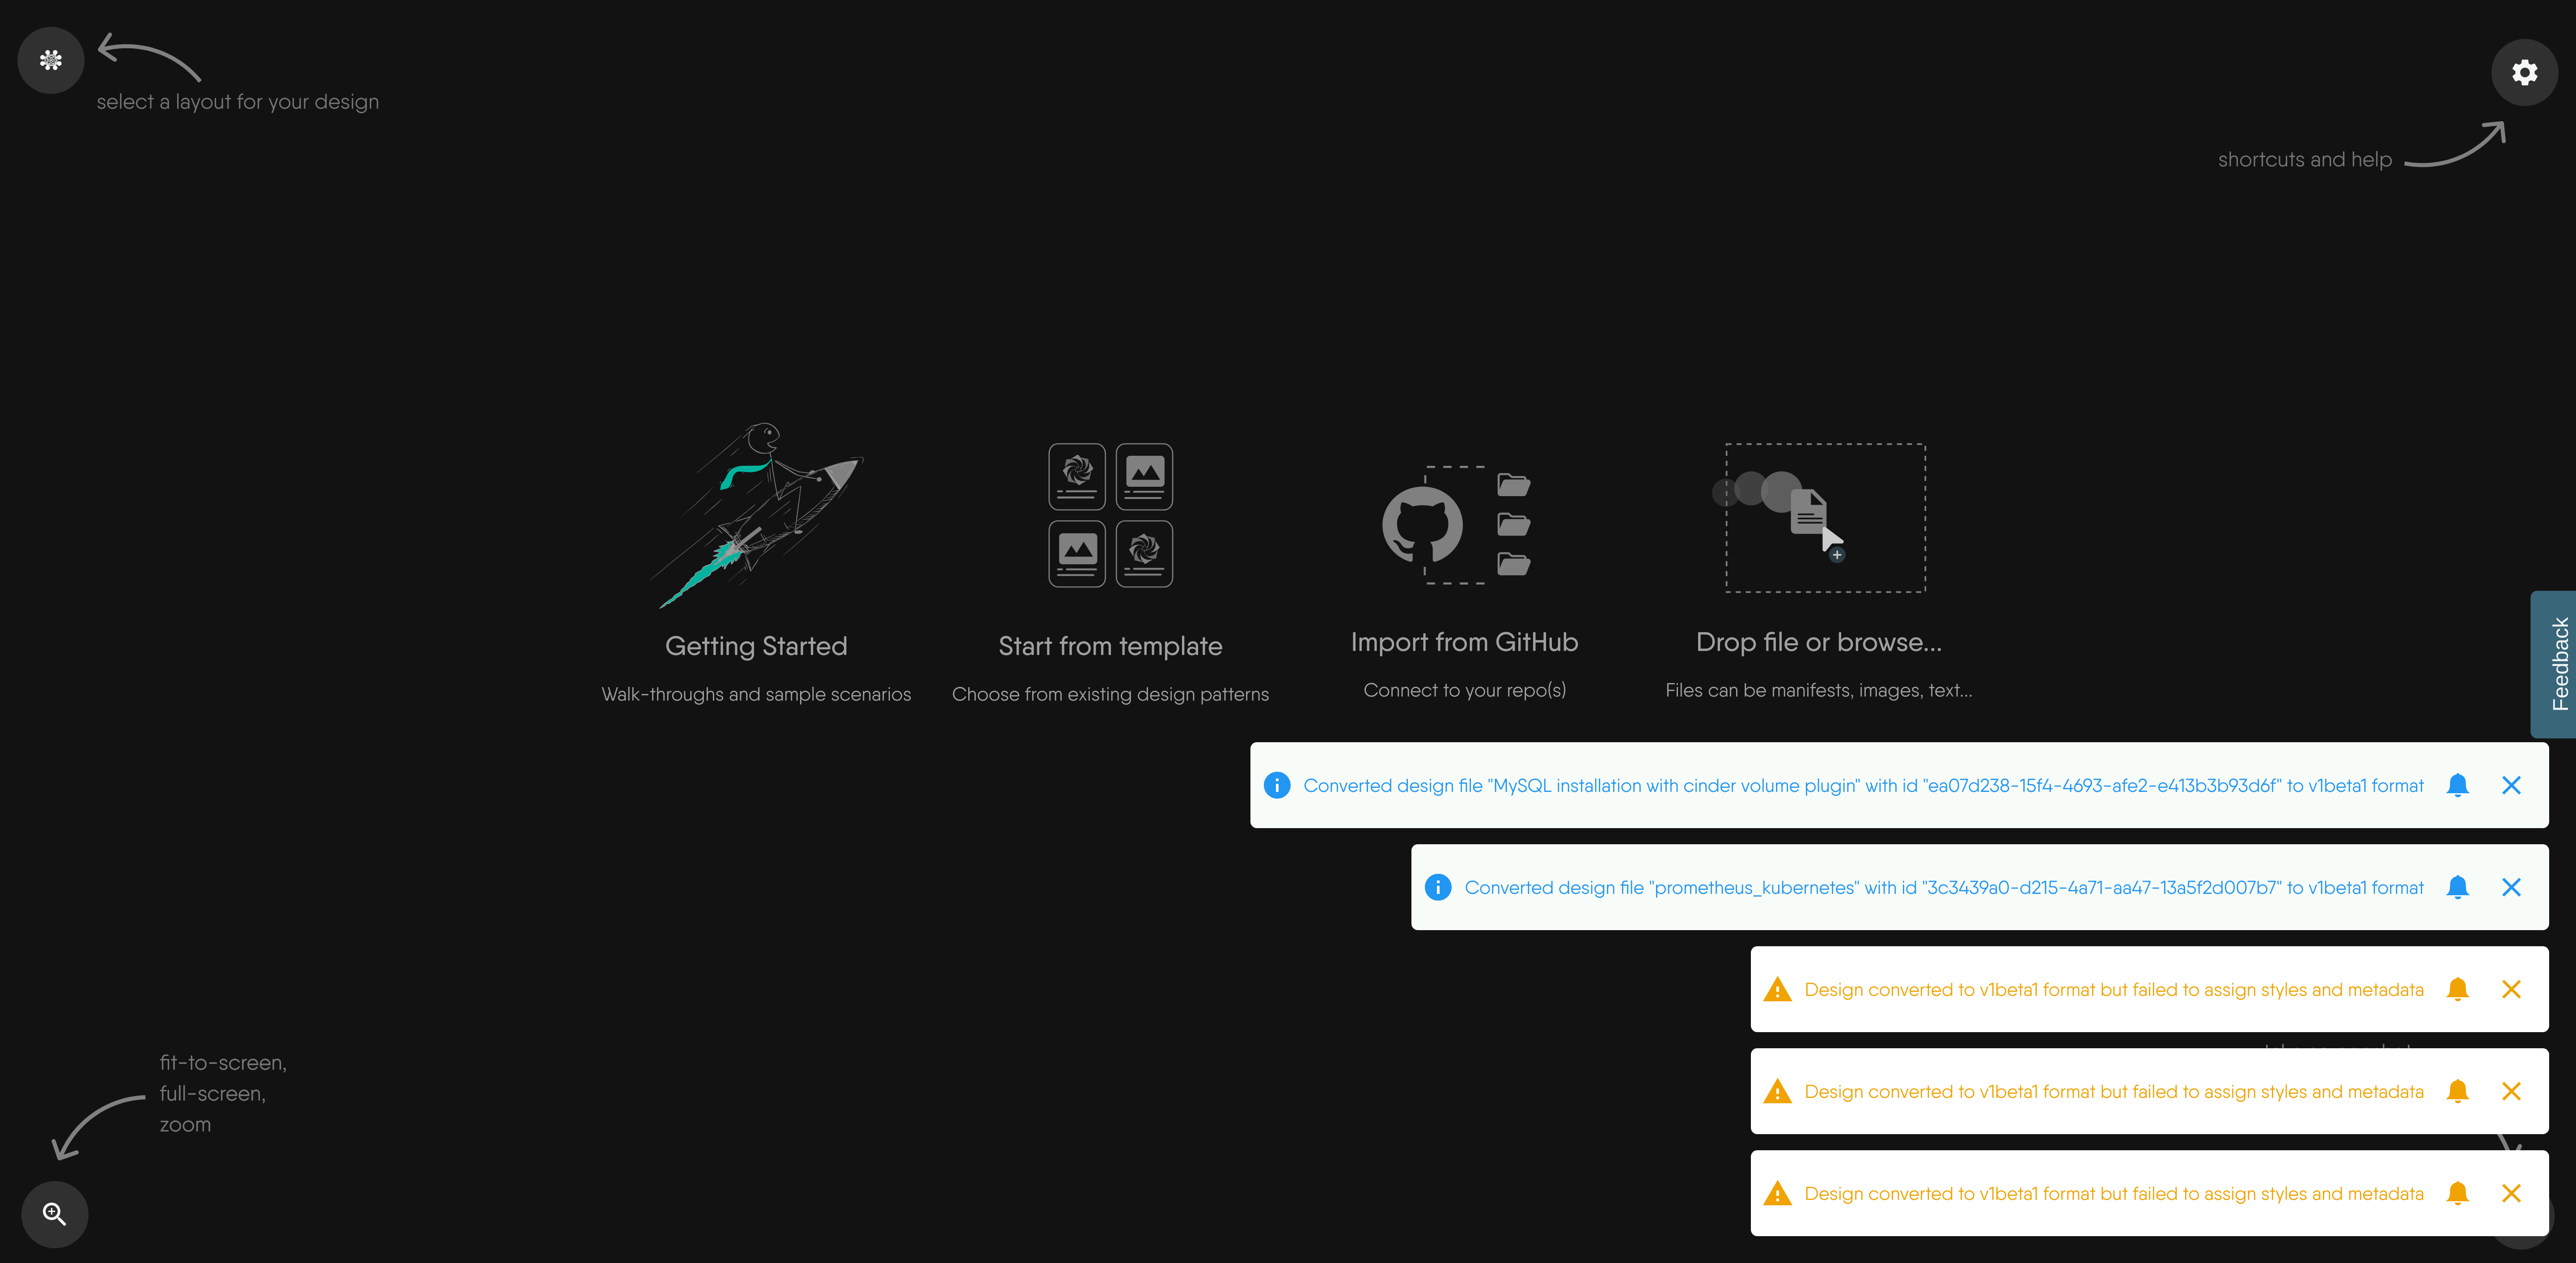 select a layout for your design
shortcuts and help
Getting Started
Walk-throughs and sample scenarios
Start from template
Choose from existing design patterns
Import from GitHub
Connect to your repo(s)
Drop file or browse...
Files can be manifests, images, text...
Feedback
Converted design file "MySQL installation with cinder volume plugin" with id "ea07d238-15f4-4693-afe2-e413b3b93d6f" to v1beta1 format
Converted design file "prometheus_kubernetes" with id "3c3439a0-d215-4a71-aa47-13a5f2d007b7" to v1beta1 format
Design converted to v1beta1 format but failed to assign styles and metadata
Design converted to v1beta1 format but failed to assign styles and metadata
Design converted to v1beta1 format but failed to assign styles and metadata
fit-to-screen,
full-screen,
zoom